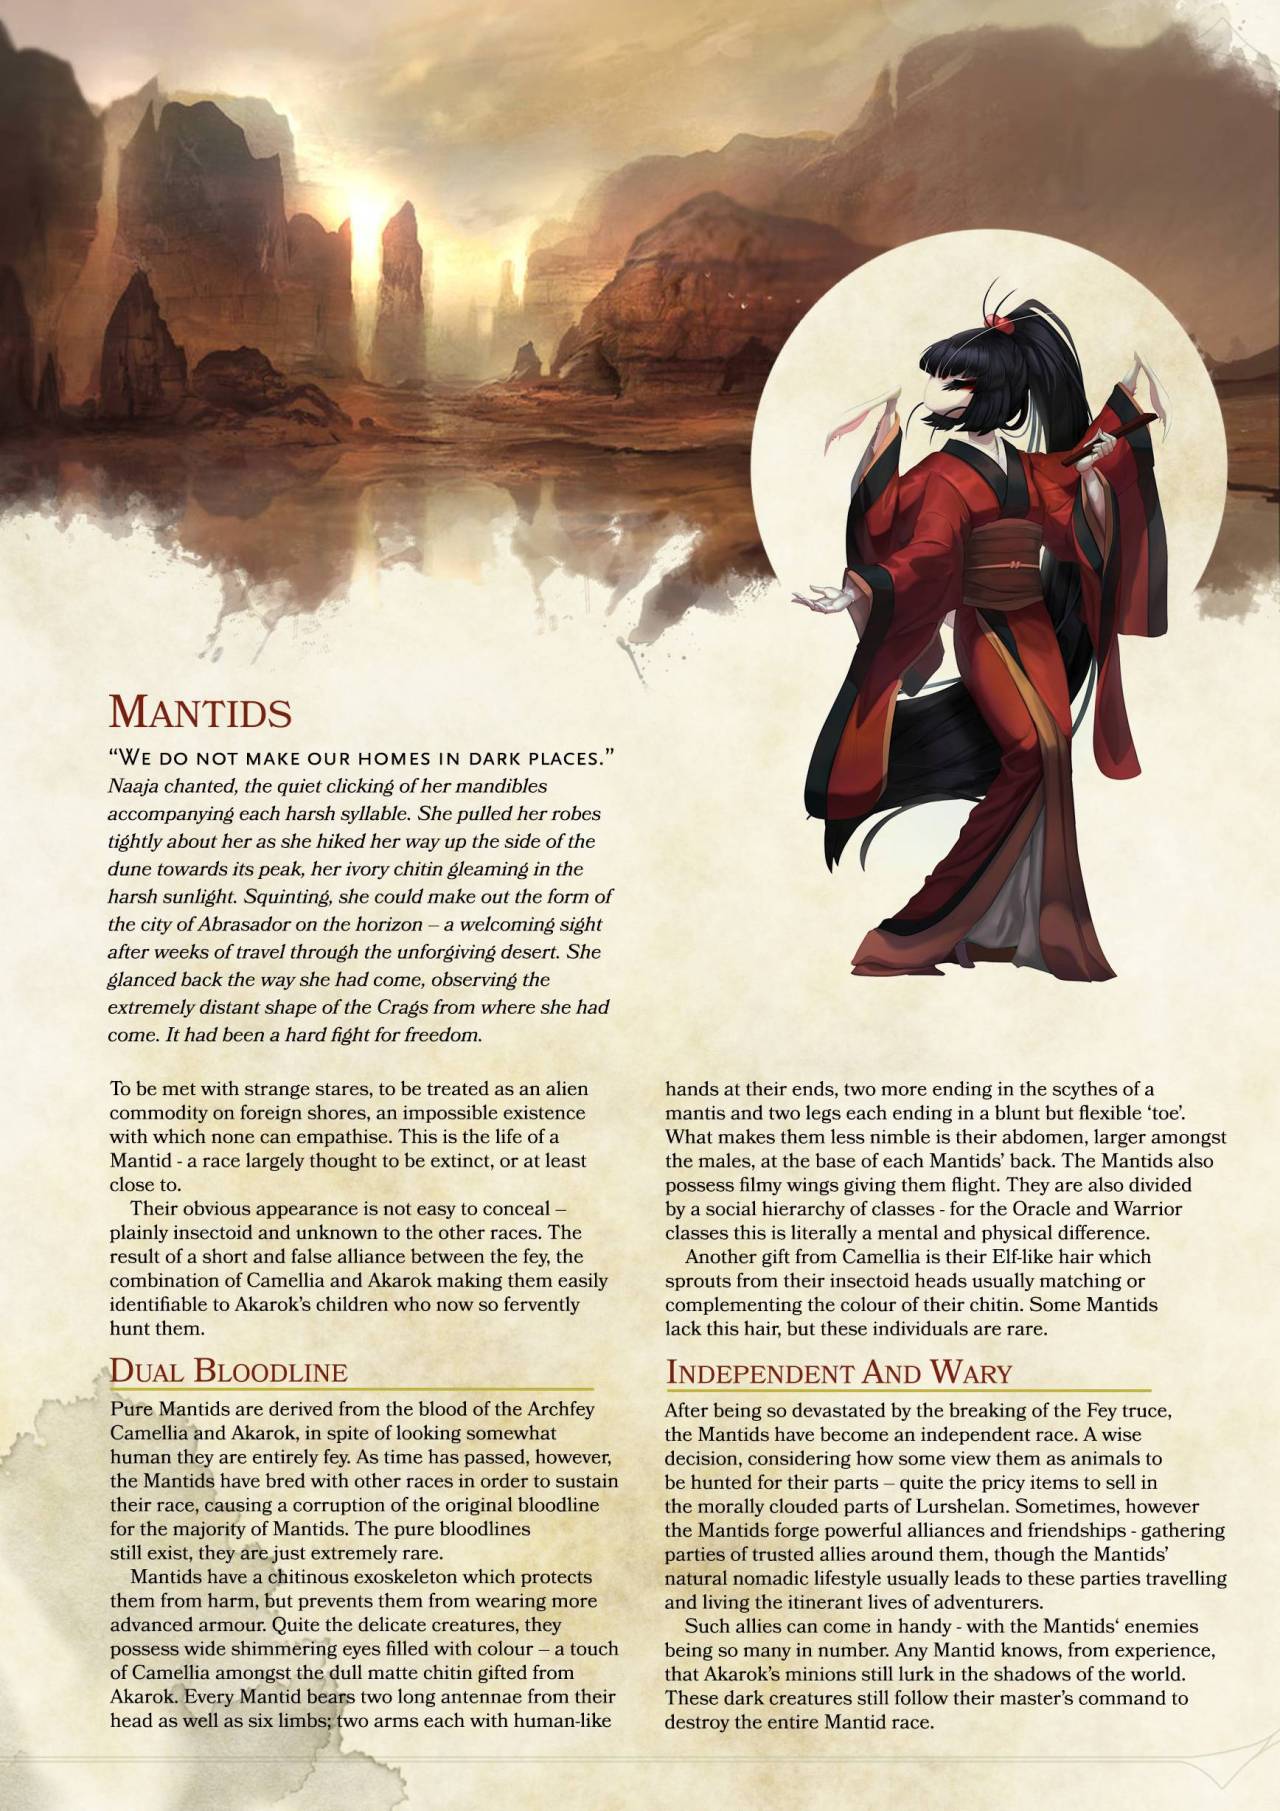 MANTIDS
“WE DO NOT MAKE OUR HOMES IN DARK PLACES.”
Naaja chanted, the quiet clicking of her mandibles
accompanying each harsh syllable. She pulled her robes
tightly about her as she hiked her way up the side of the
dune towards its peak, her ivory chitin gleaming in the
harsh sunlight. Squinting, she could make out the form of
the city of Abrasador on the horizon – a welcoming sight
after weeks of travel through the unforgiving desert. She
glanced back the way she had come, observing the
extremely distant shape of the Crags from where she had
come. It had been a hard fight for freedom.
To be met with strange stares, to be treated as an alien
commodity on foreign shores, an impossible existence
with which none can empathise. This is the life of a
Mantid - a race largely thought to be extinct, or at least
close to.
Their obvious appearance is not easy to conceal –
plainly insectoid and unknown to the other races. The
result of a short and false alliance between the fey, the
combination of Camellia and Akarok making them easily
identifiable to Akarok’s children who now so fervently
hunt them.
DUAL BLOODLINE
Pure Mantids are derived from the blood of the Archfey
Camellia and Akarok, in spite of looking somewhat
human they are entirely fey. As time has passed, however,
the Mantids have bred with other races in order to sustain
their race, causing a corruption of the original bloodline
for the majority of Mantids. The pure bloodlines
still exist, they are just extremely rare.
Mantids have a chitinous exoskeleton which protects
them from harm, but prevents them from wearing more
advanced armour. Quite the delicate creatures, they
possess wide shimmering eyes filled with colour – a touch
of Camellia amongst the dull matte chitin gifted from
Akarok. Every Mantid bears two long antennae from their
head as well as six limbs; two arms each with human-like
hands at their ends, two more ending in the scythes of a
mantis and two legs each ending in a blunt but flexible ‘toe’.
What makes them less nimble is their abdomen, larger amongst
the males, at the base of each Mantids’ back. The Mantids also
possess filmy wings giving them flight. They are also divided
by a social hierarchy of classes - for the Oracle and Warrior
classes this is literally a mental and physical difference.
Another gift from Camellia is their Elf-like hair which
sprouts from their insectoid heads usually matching or
complementing the colour of their chitin. Some Mantids
lack this hair, but these individuals are rare.
INDEPENDENT AND WARY
After being so devastated by the breaking of the Fey truce,
the Mantids have become an independent race. A wise
decision, considering how some view them as animals to
be hunted for their parts – quite the pricy items to sell in
the morally clouded parts of Lurshelan. Sometimes, however
the Mantids forge powerful alliances and friendships - gathering
parties of trusted allies around them, though the Mantids’
natural nomadic lifestyle usually leads to these parties travelling
and living the itinerant lives of adventurers.
Such allies can come in handy - with the Mantids‘ enemies
being so many in number. Any Mantid knows, from experience,
that Akarok’s minions still lurk in the shadows of the world.
These dark creatures still follow their master’s command to
destroy the entire Mantid race.